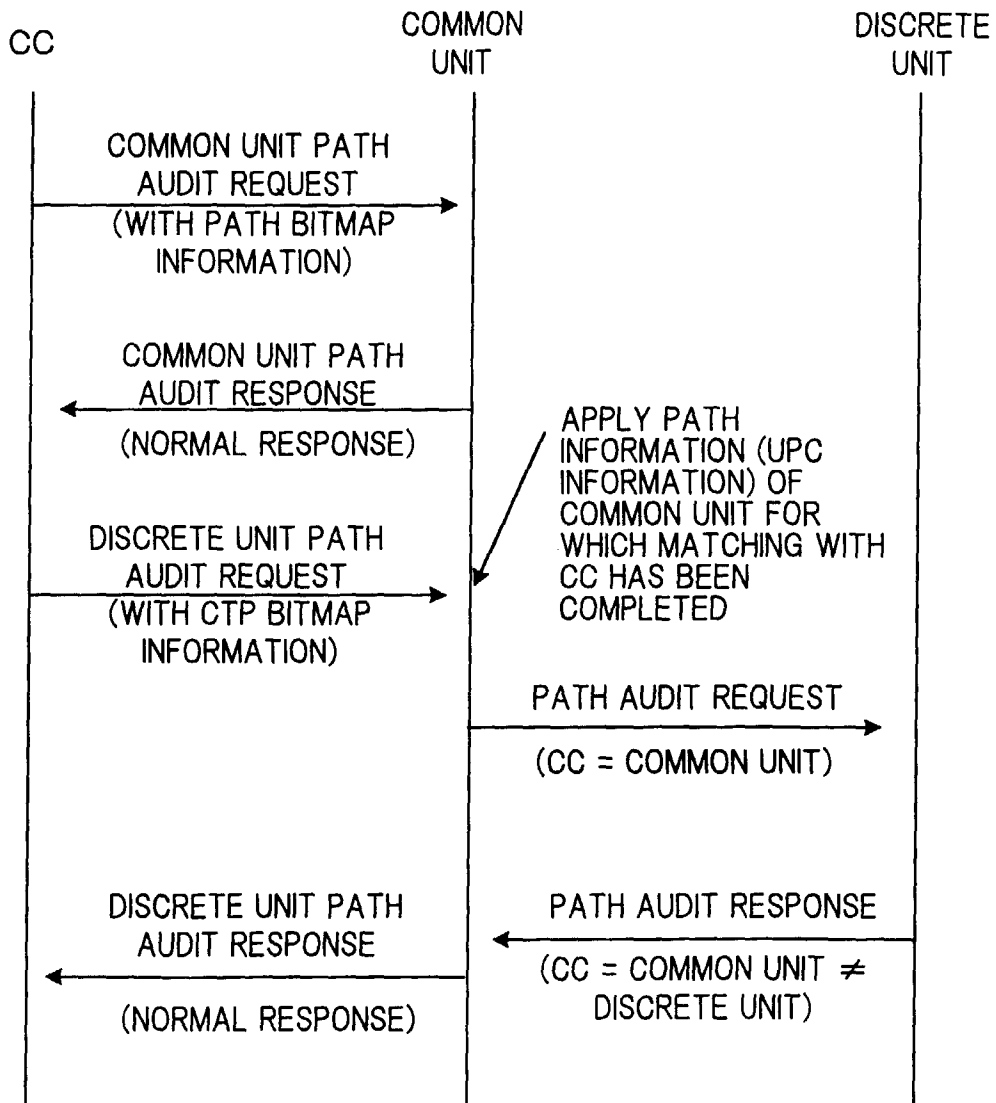 CC
COMMON
UNIT
DISCRETE
UNIT
COMMON UNIT PATH
AUDIT REQUEST
(WITH PATH BITMAP
INFORMATION)
COMMON UNIT PATH
AUDIT RESPONSE
(NORMAL RESPONSE)
APPLY PATH
INFORMATION (UPC
INFORMATION) OF
COMMON UNIT FOR
WHICH MATCHING WITH
CC HAS BEEN
COMPLETED
DISCRETE UNIT PATH
AUDIT REQUEST
(WITH CTP BITMAP
INFORMATION)
PATH AUDIT REQUEST
(CC = COMMON UNIT)
PATH AUDIT RESPONSE
(CC = COMMON UNIT ≠
DISCRETE UNIT)
DISCRETE UNIT PATH
AUDIT RESPONSE
(NORMAL RESPONSE)